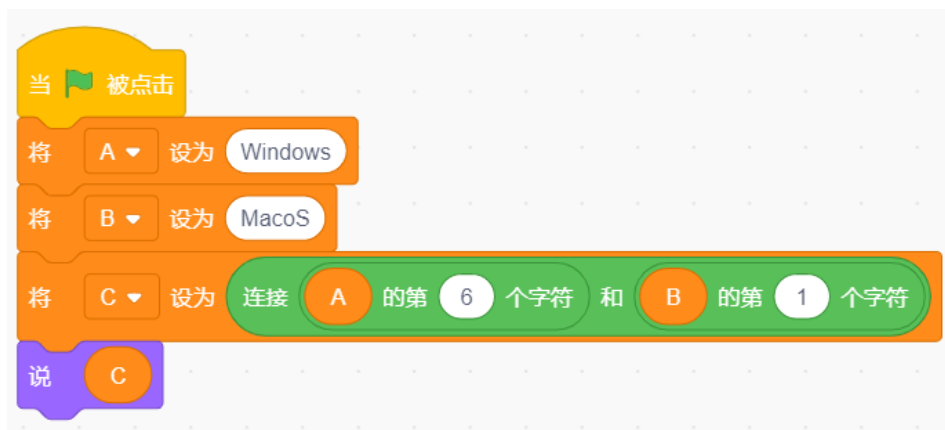 当 被点击
将 A 设为 Windows
将 B 设为 MacoS
将 C 设为 连接 A 的第 6 个字符 和 B 的第 1 个字符
说 C